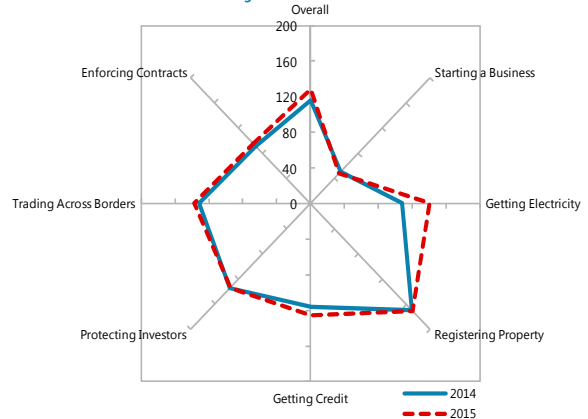 Overall
200
160
120
80
40
0
Enforcing Contracts
Starting a Business
Trading Across Borders
Getting Electricity
Protecting Investors
Registering Property
Getting Credit
2014
2015